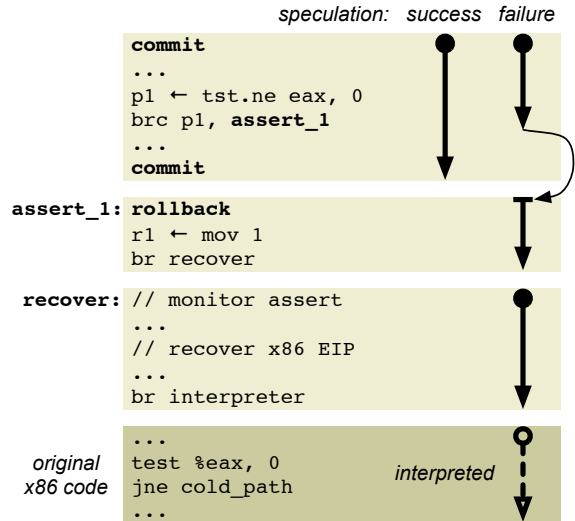 speculation: success failure
commit
...
p1 ← tst.ne eax, 0
brc p1, assert_1
...
commit
assert_1: rollback
r1 ← mov 1
br recover
recover: // monitor assert
...
// recover x86 EIP
...
br interpreter
...
original test %eax, 0 interpreted
x86 code jne cold_path
...